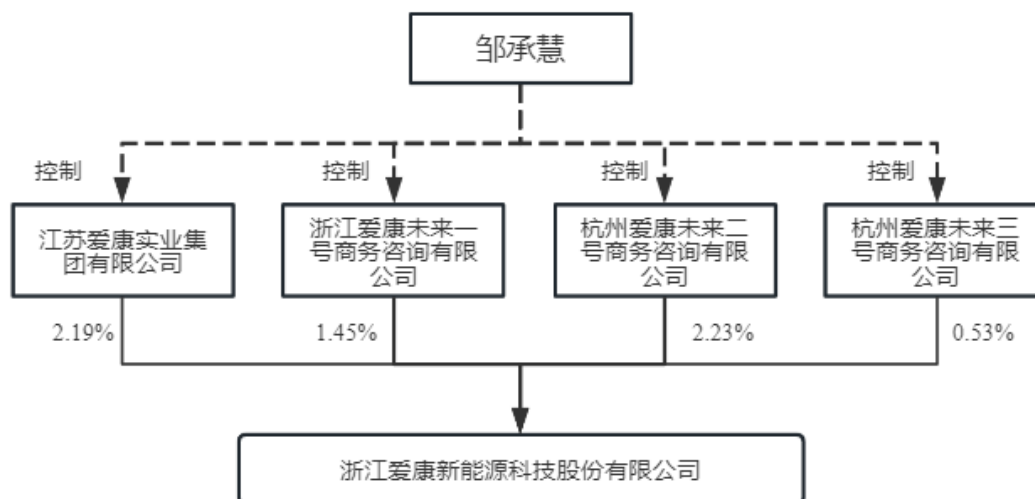 邹承慧
控制
控制
控制
控制
江苏爱康实业集
团有限公司
浙江爱康未来一
号商务咨询有限
公司
杭州爱康未来二
号商务咨询有限
公司
杭州爱康未来三
号商务咨询有限
公司
2.19%
1.45%
2.23%
0.53%
浙江爱康新能源科技股份有限公司